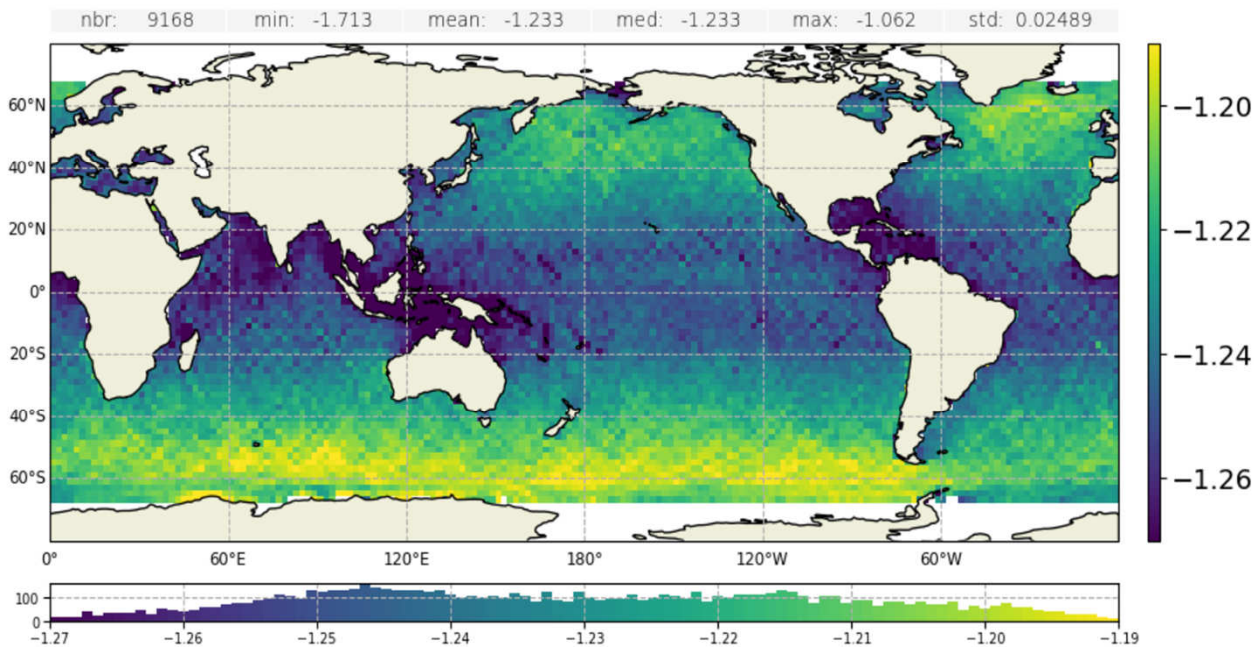 nbr: 9168 min: -1.713 mean: -1.233 med: -1.233 max: -1.062 std: 0.02489
60°N
40°N
20°N
0°
20°S
40°S
60°S
0° 60°E 120°E 180° 120°W 60°W
−1.20
−1.22
−1.24
−1.26
100
0
−1.27 −1.26 −1.25 −1.24 −1.23 −1.22 −1.21 −1.20 −1.19